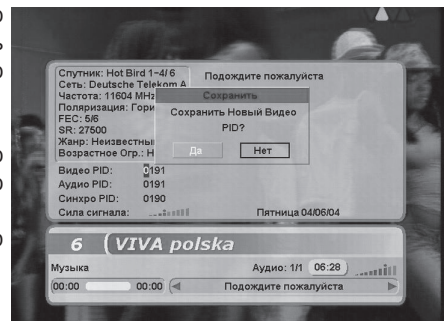 Спутник: Hot Bird 1-4/ 6
Подождите пожалуйста
Сеть: Deutsche Telekom A
Частота: 11604 MHz
Поляризация: Гори
FEC: 5/6
SR: 27500
Жанр: Неизвестны
Возрастное Огр.: Н
Сохранить
Сохранить Новый Видео
PID?
Да Нет
Видео PID: 0191
Аудио PID: 0191
Синхро PID: 0190
Сила сигнала: Пятница 04/06/04
6 VIVA polska
Музыка Аудио: 1/1 06:28
00:00 00:00 Подождите пожалуйста